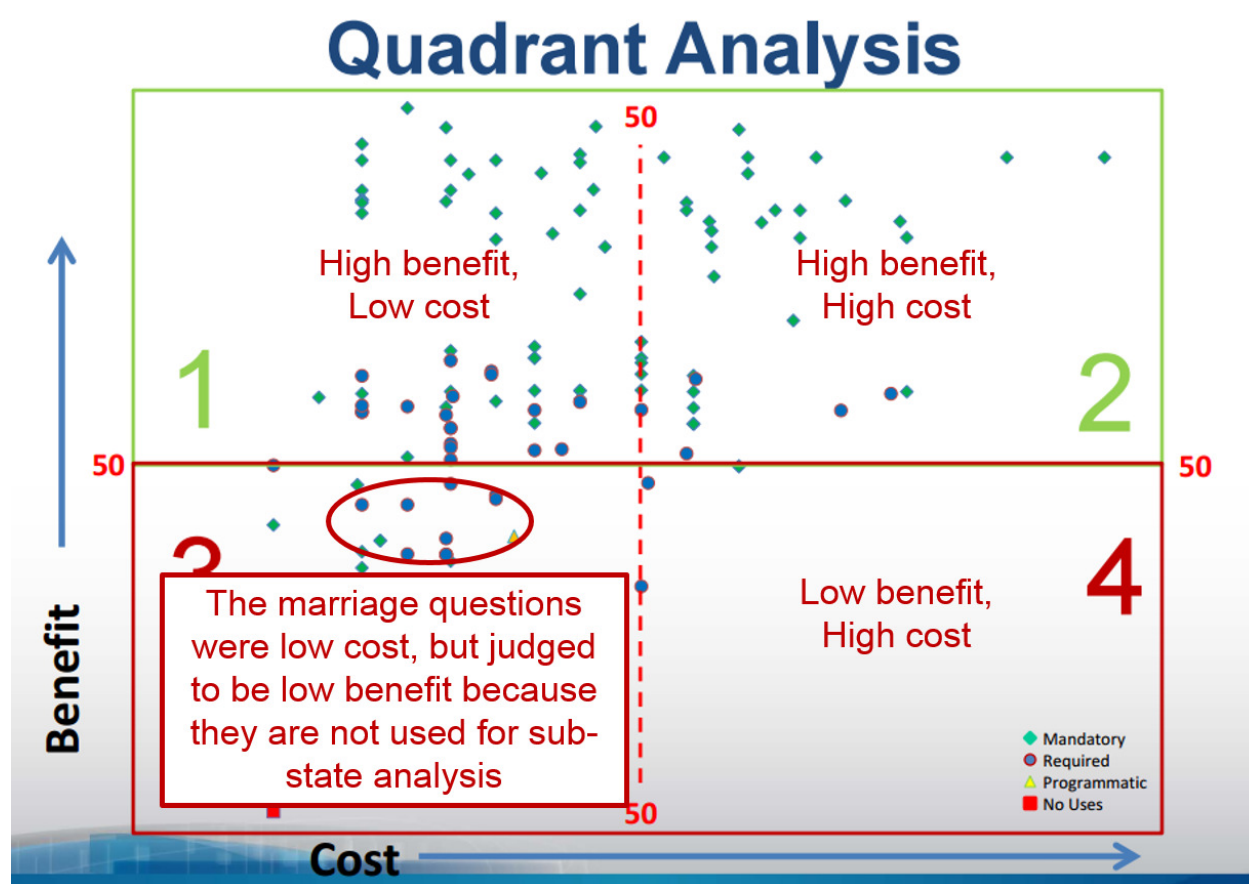 Quadrant Analysis
50
High benefit,
Low cost
High benefit,
High cost
1
2
50
50
3
4
The marriage questions
were low cost, but judged
to be low benefit because
they are not used for sub-
state analysis
Low benefit,
High cost
Benefit
Mandatory
Required
Programmatic
No Uses
50
Cost